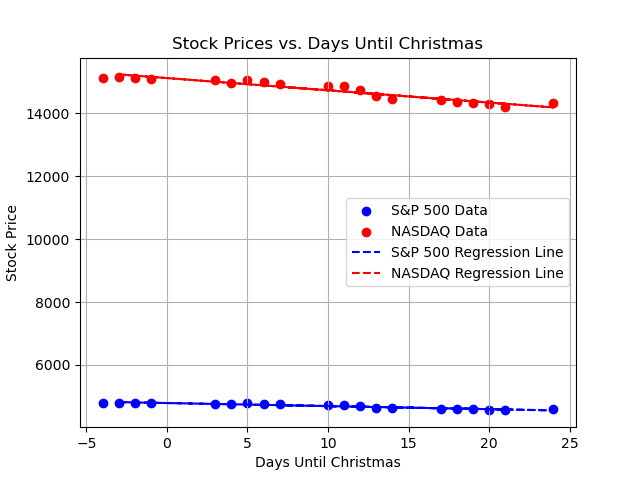 Stock Prices vs. Days Until Christmas
14000
12000
10000
8000
6000
Stock Price
S&P 500 Data
NASDAQ Data
S&P 500 Regression Line
NASDAQ Regression Line
−5 0 5 10 15 20 25
Days Until Christmas